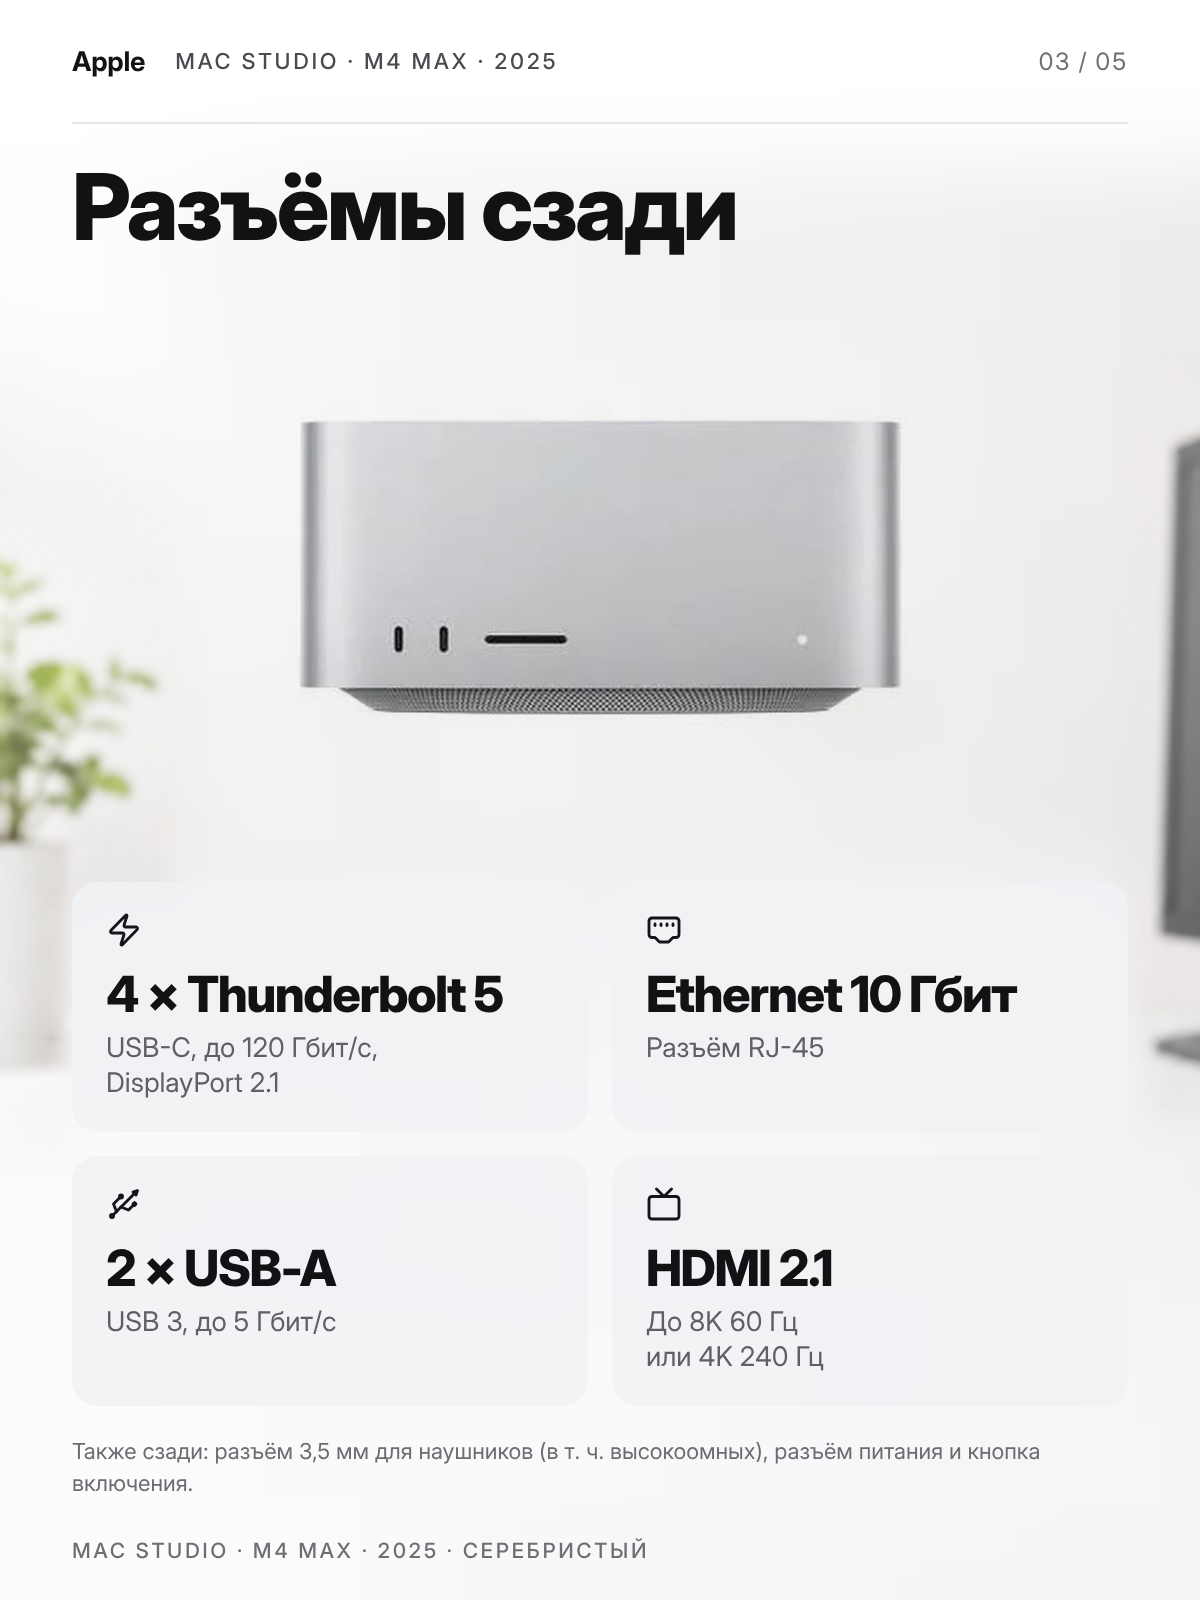 Apple MAC STUDIO · M4 MAX · 2025 03 / 05
Разъёмы сзади
4 × Thunderbolt 5
USB-C, до 120 Гбит/с,
DisplayPort 2.1
Ethernet 10 Гбит
Разъём RJ-45
2 × USB-A
USB 3, до 5 Гбит/с
HDMI 2.1
До 8K 60 Гц
или 4K 240 Гц
Также сзади: разъём 3,5 мм для наушников (в т. ч. высокоомных), разъём питания и кнопка
включения.
MAC STUDIO · M4 MAX · 2025 · СЕРЕБРИСТЫЙ